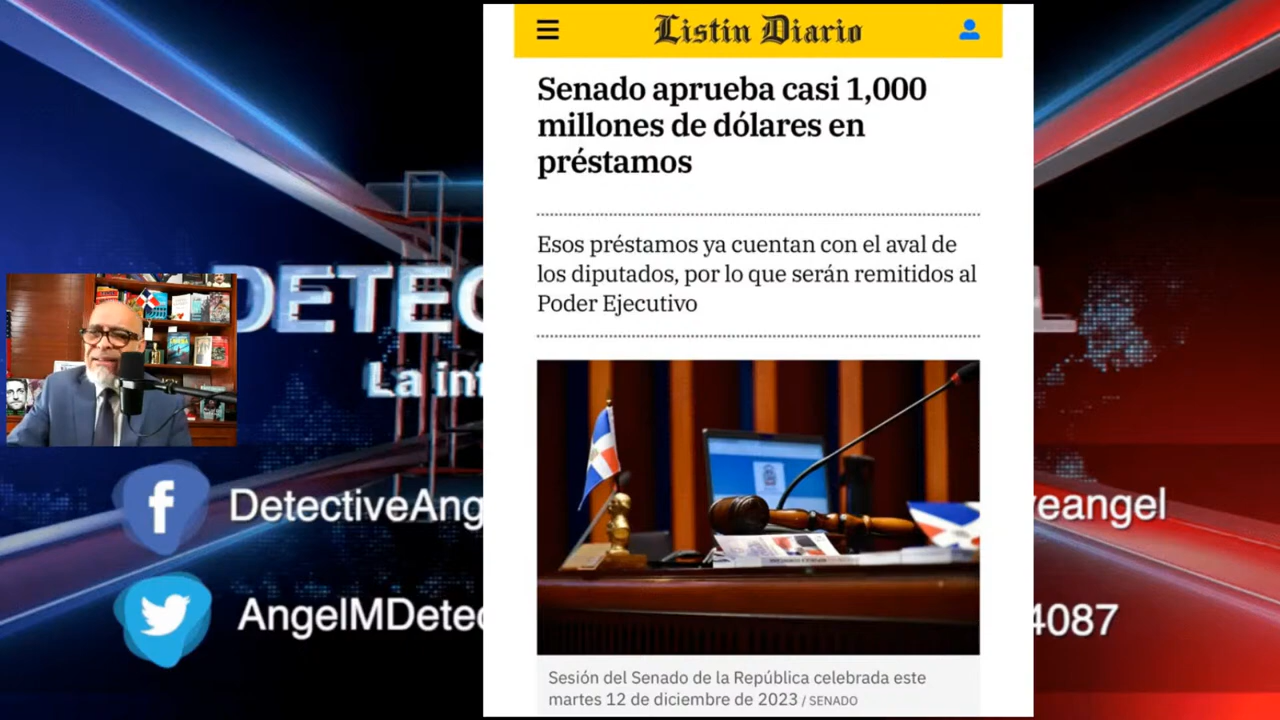 Listin Diario
Senado aprueba casi 1,000
millones de dólares en
préstamos
Esos préstamos ya cuentan con el aval de
los diputados, por lo que serán remitidos al
Poder Ejecutivo
Sesión del Senado de la República celebrada este
martes 12 de diciembre de 2023 / SENADO
DETEC
L
La inf
DetectiveAng
veangel
AngelMDetec
4087